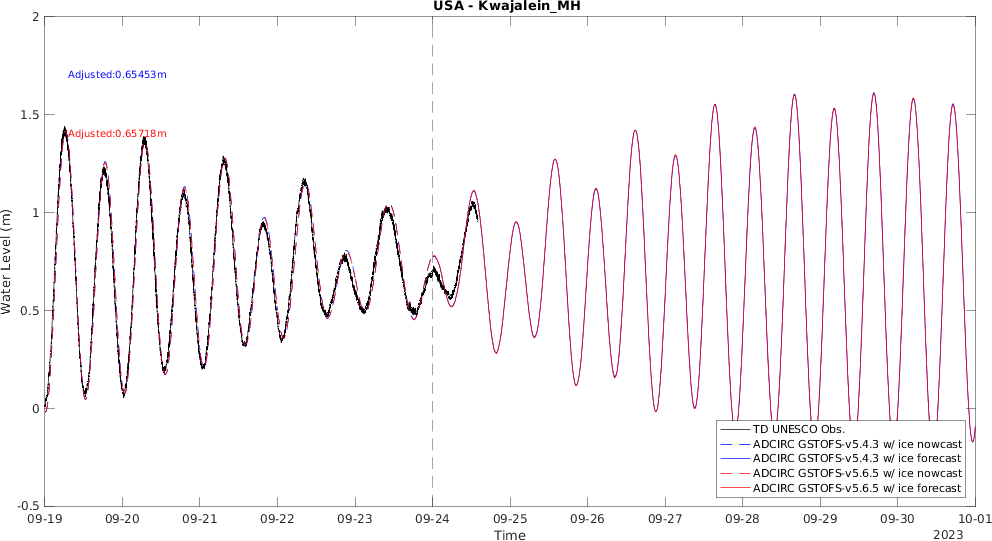 USA - Kwajalein_MH
2
Adjusted:0.65453m
1.5
Adjusted:0.65718m
1
Water Level (m)
0.5
0
TD UNESCO Obs.
ADCIRC GSTOFS-v5.4.3 w/ ice nowcast
ADCIRC GSTOFS-v5.4.3 w/ ice forecast
ADCIRC GSTOFS-v5.6.5 w/ ice nowcast
ADCIRC GSTOFS-v5.6.5 w/ ice forecast
-0.5
09-19 09-20 09-21 09-22 09-23 09-24 09-25 09-26 09-27 09-28 09-29 09-30 10-01
Time
2023